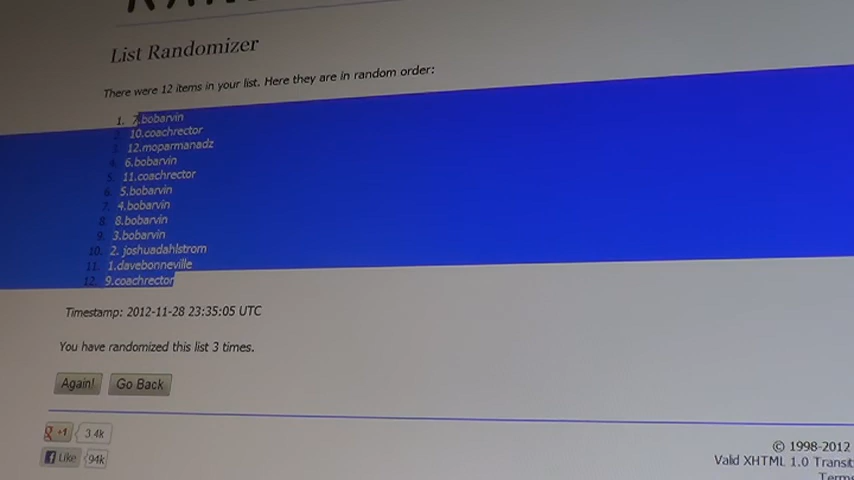 List Randomizer
There were 12 items in your list. Here they are in random order:
1. 7.bobarvin
2. 10.coachrector
3. 12.moparmanadz
4. 6.bobarvin
5. 11.coachrector
6. 5.bobarvin
7. 4.bobarvin
8. 8.bobarvin
9. 3.bobarvin
10. 2. joshuadahlstrom
11. 1.davebonneville
12. 9.coachrector
Timestamp: 2012-11-28 23:35:05 UTC
You have randomized this list 3 times.
Again! Go Back
g +1 3.4k
© 1998-2012
f Like 94k
Valid XHTML 1.0 Transit
Terms